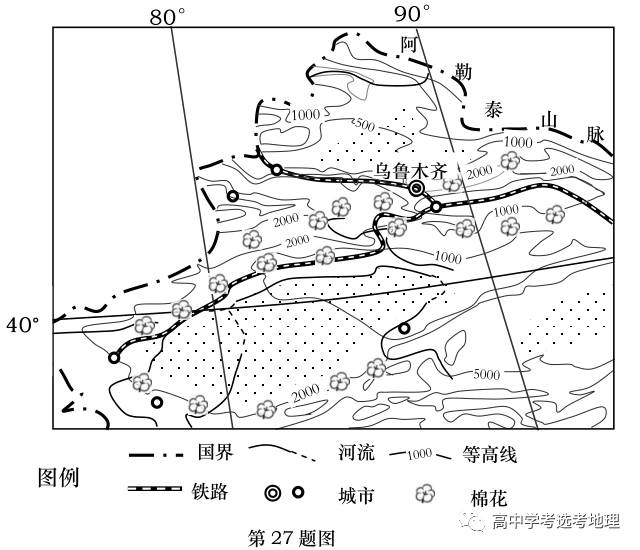 80° 90°
阿
勒
泰 山
脉
1000
500
1000
乌鲁木齐
2000
2000
1000
2000
2000
1000
40°
5000
2000
国界 河流 1000 等高线
图例
铁路 城市 棉花
高中学考选考地理
第 27 题图